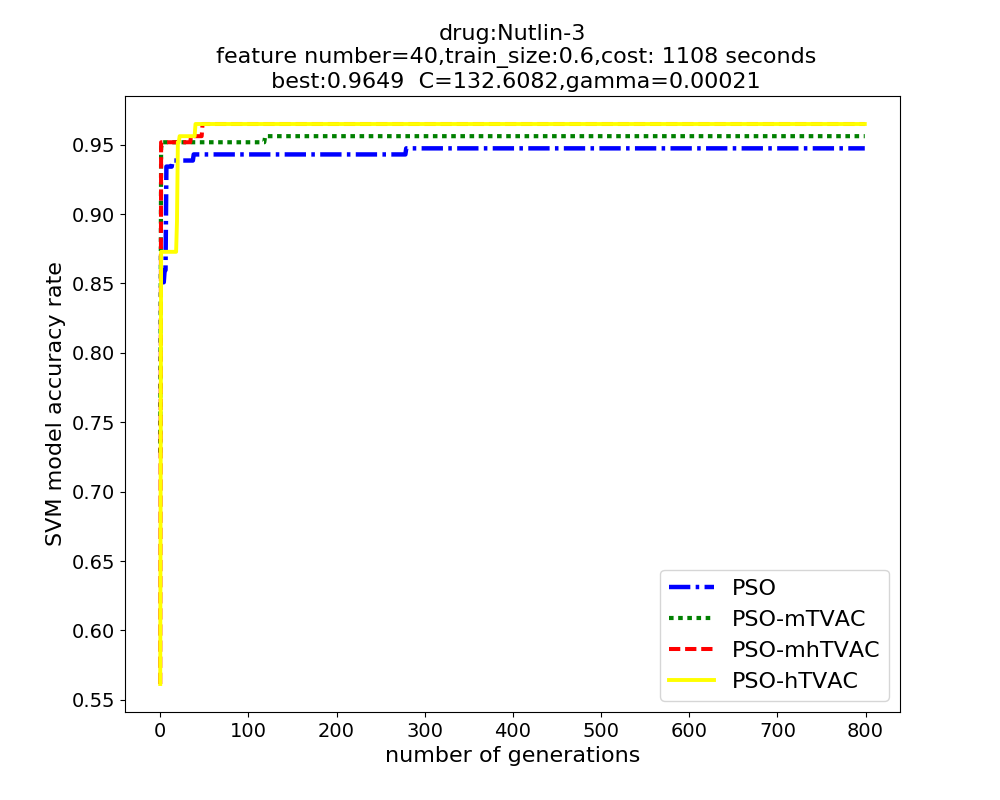 drug:Nutlin-3
feature number=40,train_size:0.6,cost: 1108 seconds
best:0.9649  C=132.6082,gamma=0.00021
SVM model accuracy rate
0.95
0.90
0.85
0.80
0.75
0.70
0.65
0.60
0.55
PSO
PSO-mTVAC
PSO-mhTVAC
PSO-hTVAC
0 100 200 300 400 500 600 700 800
number of generations